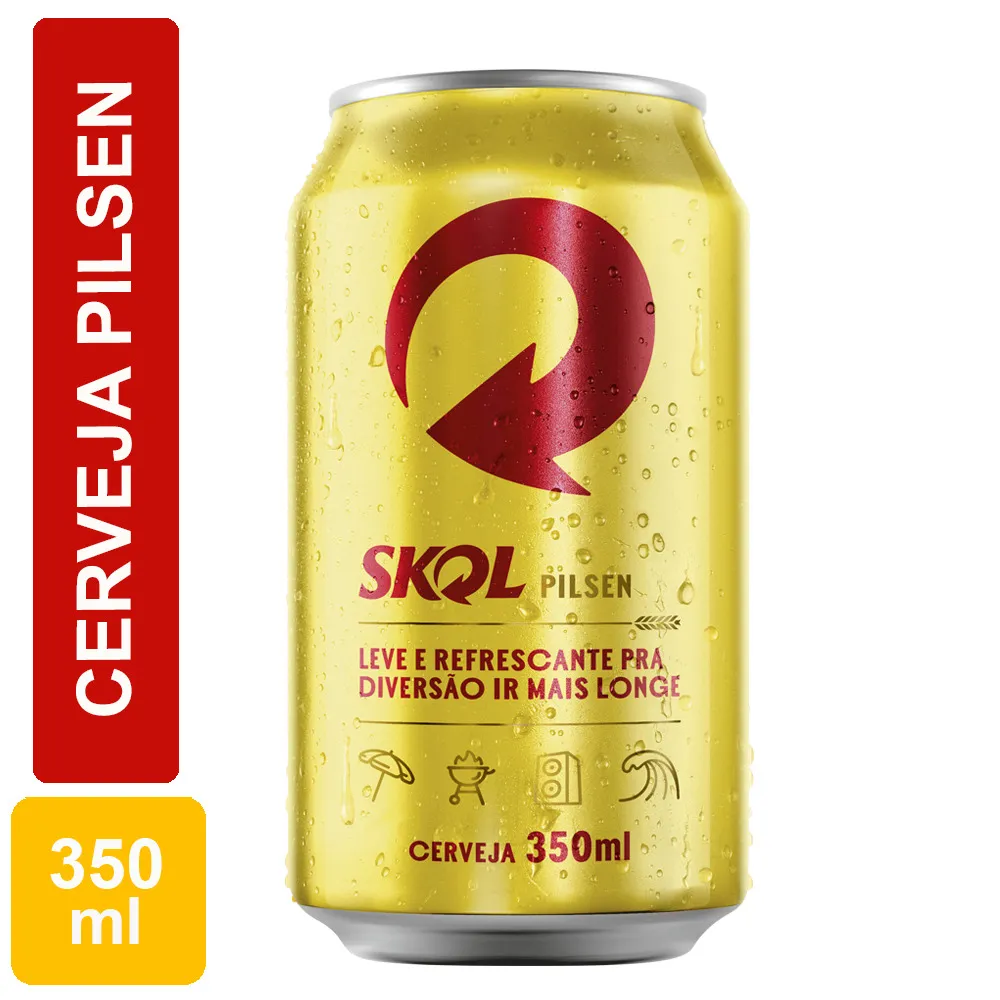 CERVEJA PILSEN
350
ml
SKOL PILSEN
LEVE E REFRESCANTE PRA
DIVERSÃO IR MAIS LONGE
CERVEJA 350ml